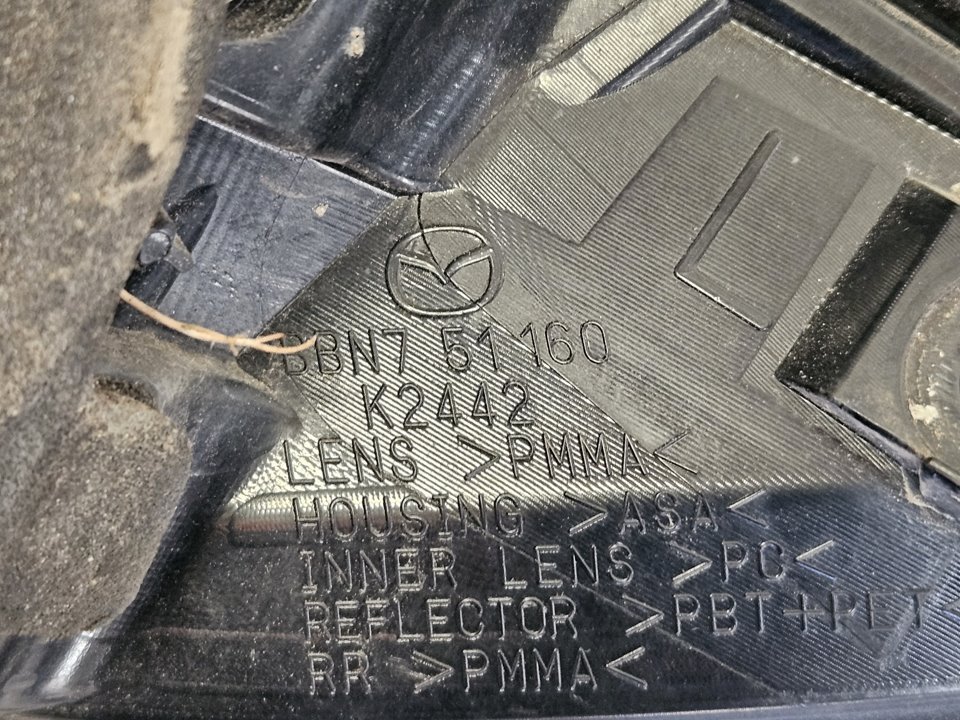 BBN7 51 160
K2442
LENS >PMMA<
HOUSING >ASA<
INNER LENS >PC<
REFLECTOR >PBT+PET<
RR >PMMA<